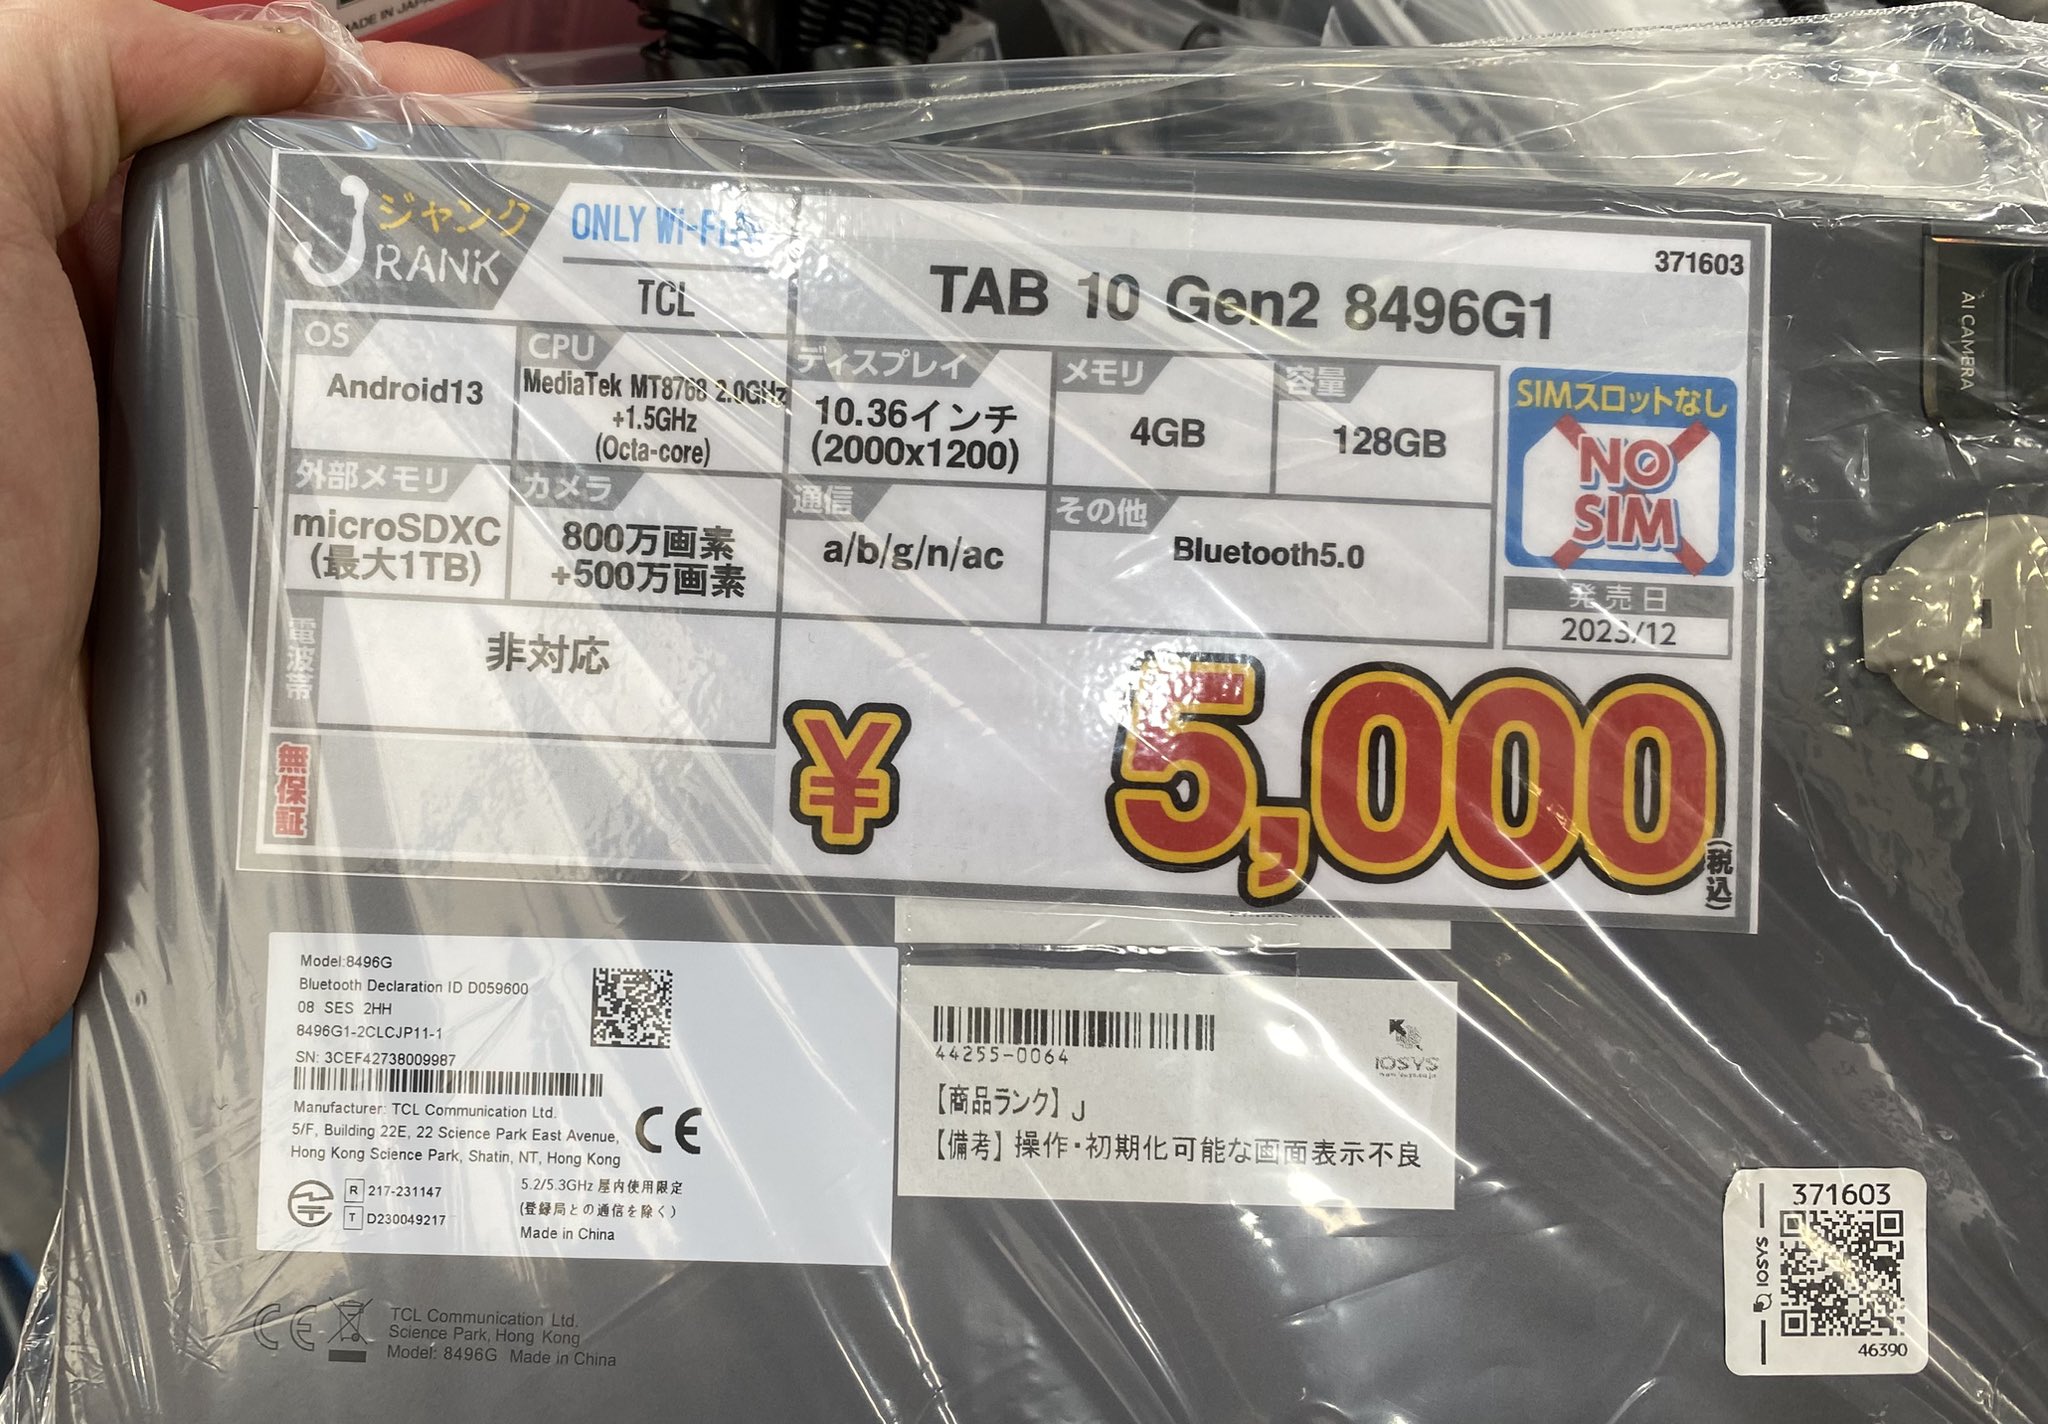 MADE IN JAPAN
J ジャンク
RANK
ONLY Wi-Fi
TCL
TAB 10 Gen2 8496G1
371603
OS
Android13
CPU
MediaTek MT8768 2.0GHz
+1.5GHz
(Octa-core)
ディスプレイ
10.36インチ
(2000x1200)
メモリ
4GB
容量
128GB
SIMスロットなし
NO
SIM
外部メモリ
microSDXC
(最大1TB)
カメラ
800万画素
+500万画素
通信
a/b/g/n/ac
その他
Bluetooth5.0
発売日
2023/12
電波帯
非対応
無保証
¥ 5,000
(税込)
AI CAMERA
Model:8496G
Bluetooth Declaration ID D059600
08 SES 2HH
8496G1-2CLCJP11-1
SN: 3CEF42738009987
Manufacturer: TCL Communication Ltd.
5/F, Building 22E, 22 Science Park East Avenue,
Hong Kong Science Park, Shatin, NT, Hong Kong
CE
R 217-231147
T D230049217
5.2/5.3GHz 屋内使用限定
(登録局との通信を除く)
Made in China
44255-0064
IOSYS
【商品ランク】J
【備考】操作・初期化可能な画面表示不良
CE
TCL Communication Ltd.
Science Park, Hong Kong
Model: 8496G Made in China
371603
IOSYS
46390